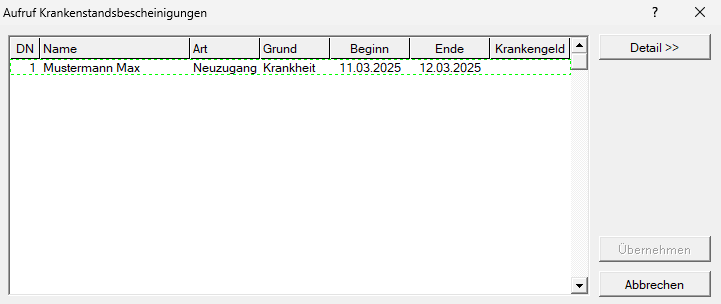 Aufruf Krankenstandsbescheinigungen ?
DN Name Art Grund Beginn Ende Krankengeld
1 Mustermann Max Neuzugang Krankheit 11.03.2025 12.03.2025
Detail >>
Übernehmen
Abbrechen